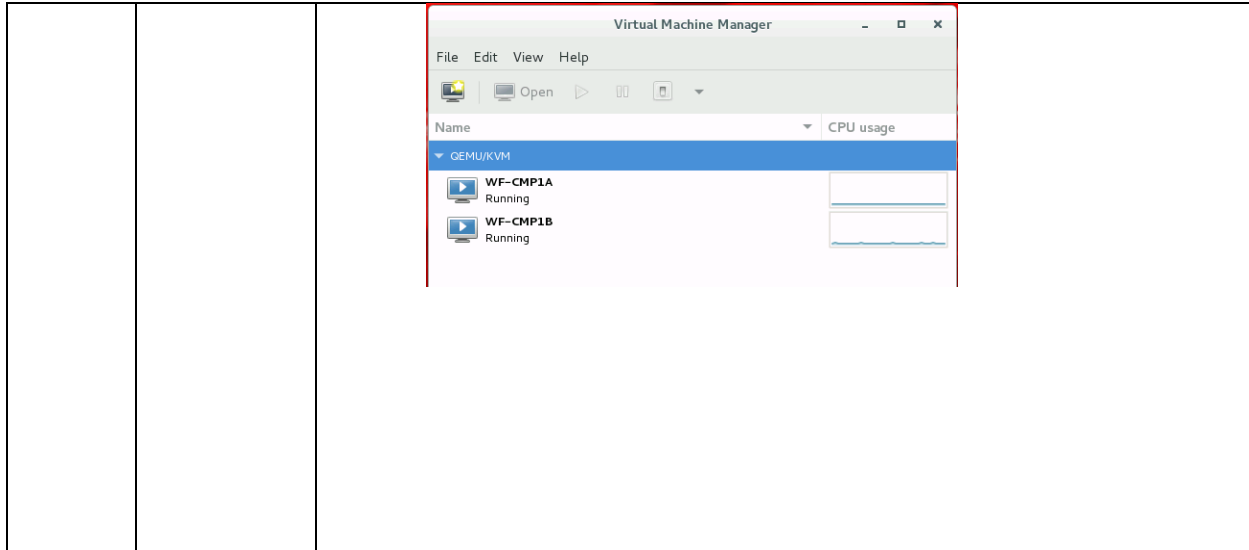 Virtual Machine Manager
File Edit View Help
Open
Name CPU usage
QEMU/KVM
WF-CMP1A
Running
WF-CMP1B
Running